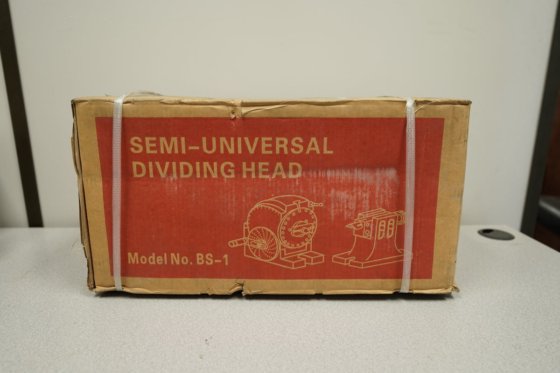 SEMI-UNIVERSAL
DIVIDING HEAD
Model No. BS-1